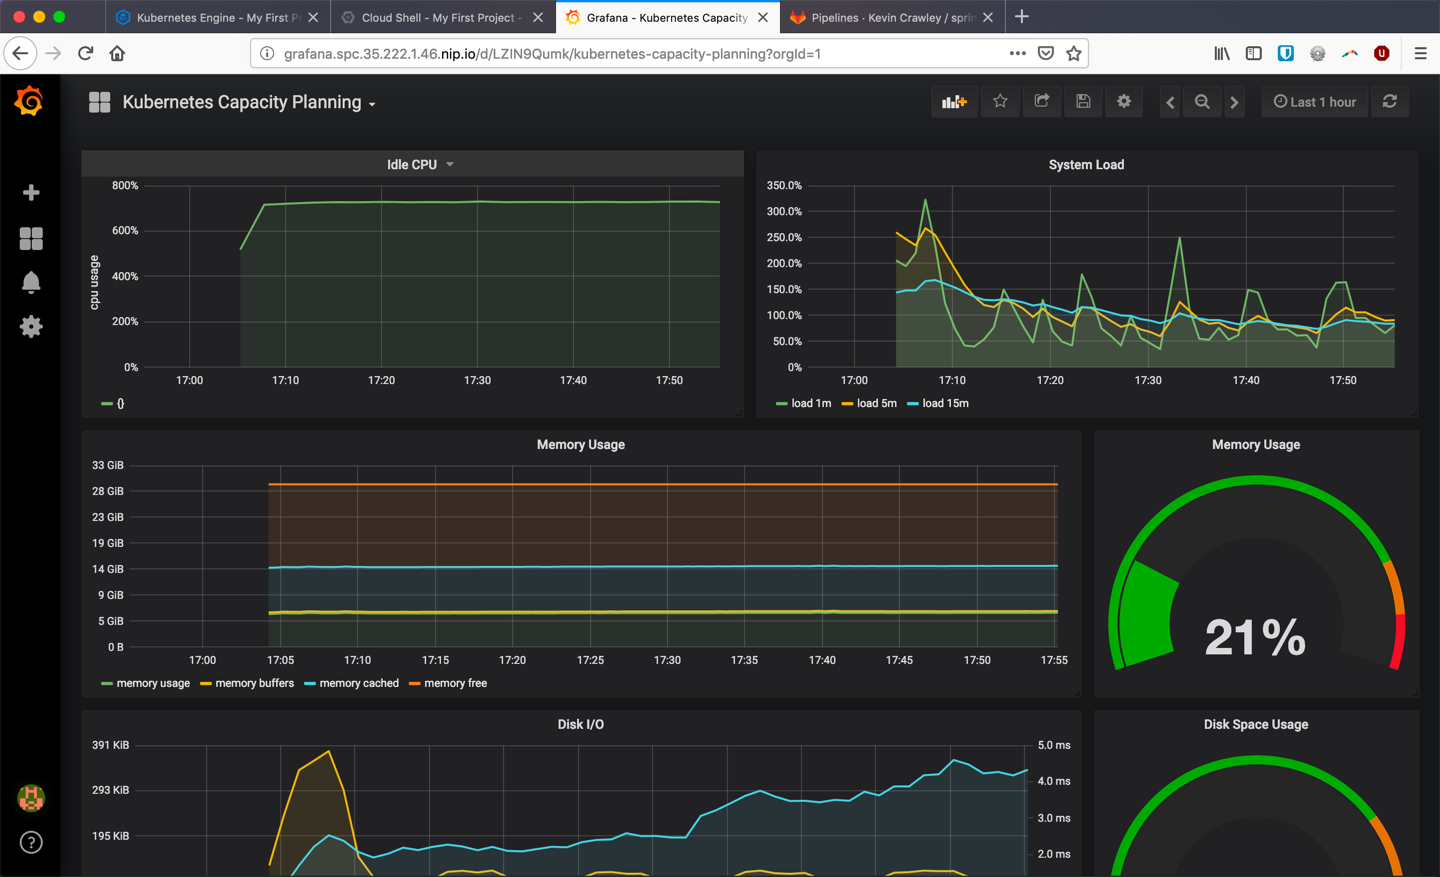 Kubernetes Engine - My First P
Cloud Shell - My First Project -
Grafana - Kubernetes Capacity
Pipelines · Kevin Crawley / sprin
grafana.spc.35.222.1.46.nip.io/d/LZIN9Qumk/kubernetes-capacity-planning?orgId=1
Kubernetes Capacity Planning
Last 1 hour
Idle CPU
cpu usage
800%
600%
400%
200%
0%
17:00 17:10 17:20 17:30 17:40 17:50
{}
System Load
350.0%
300.0%
250.0%
200.0%
150.0%
100.0%
50.0%
0%
17:00 17:10 17:20 17:30 17:40 17:50
load 1m load 5m load 15m
Memory Usage
33 GiB
28 GiB
23 GiB
19 GiB
14 GiB
9 GiB
5 GiB
0 B
17:00 17:05 17:10 17:15 17:20 17:25 17:30 17:35 17:40 17:45 17:50 17:55
memory usage memory buffers memory cached memory free
Memory Usage
21%
Disk I/O
391 KiB
293 KiB
195 KiB
5.0 ms
4.0 ms
3.0 ms
2.0 ms
Disk Space Usage